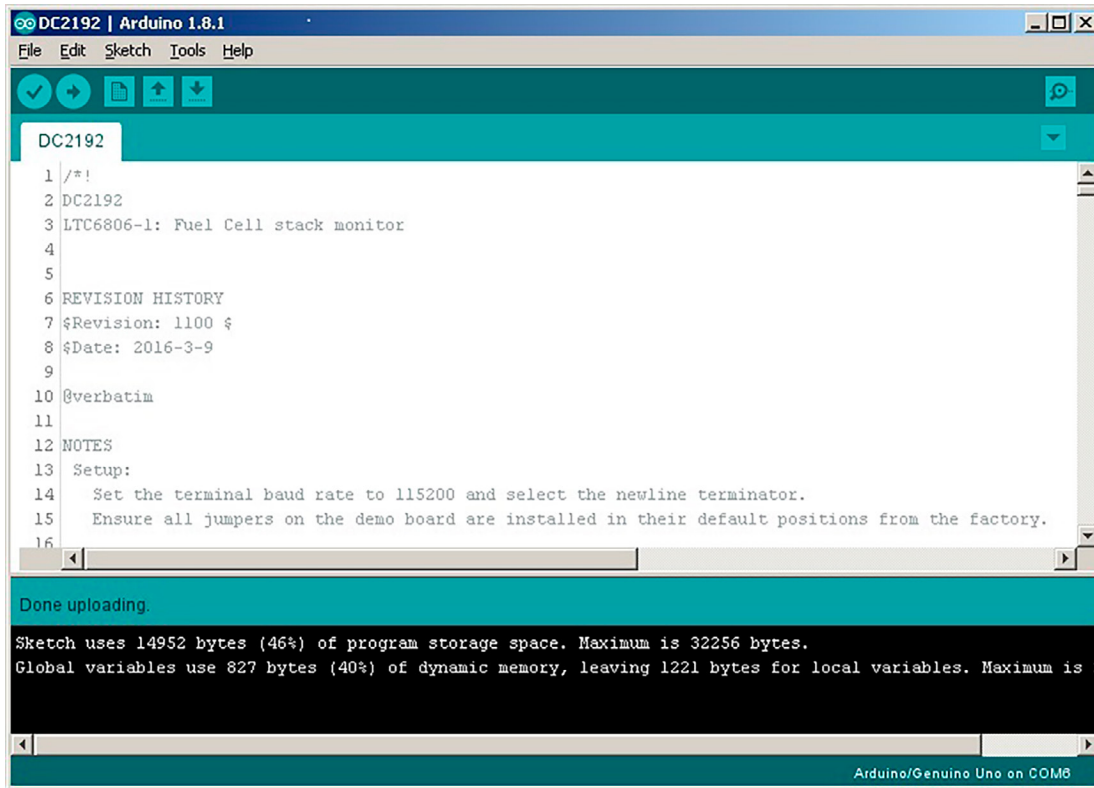 DC2192 | Arduino 1.8.1
File Edit Sketch Tools Help
DC2192
1 /*!
2 DC2192
3 LTC6806-1: Fuel Cell stack monitor
4
5
6 REVISION HISTORY
7 $Revision: 1100 $
8 $Date: 2016-3-9
9
10 @verbatim
11
12 NOTES
13 Setup:
14 Set the terminal baud rate to 115200 and select the newline terminator.
15 Ensure all jumpers on the demo board are installed in their default positions from the factory.
16
Done uploading.
Sketch uses 14952 bytes (46%) of program storage space. Maximum is 32256 bytes.
Global variables use 827 bytes (40%) of dynamic memory, leaving 1221 bytes for local variables. Maximum is
Arduino/Genuino Uno on COM6